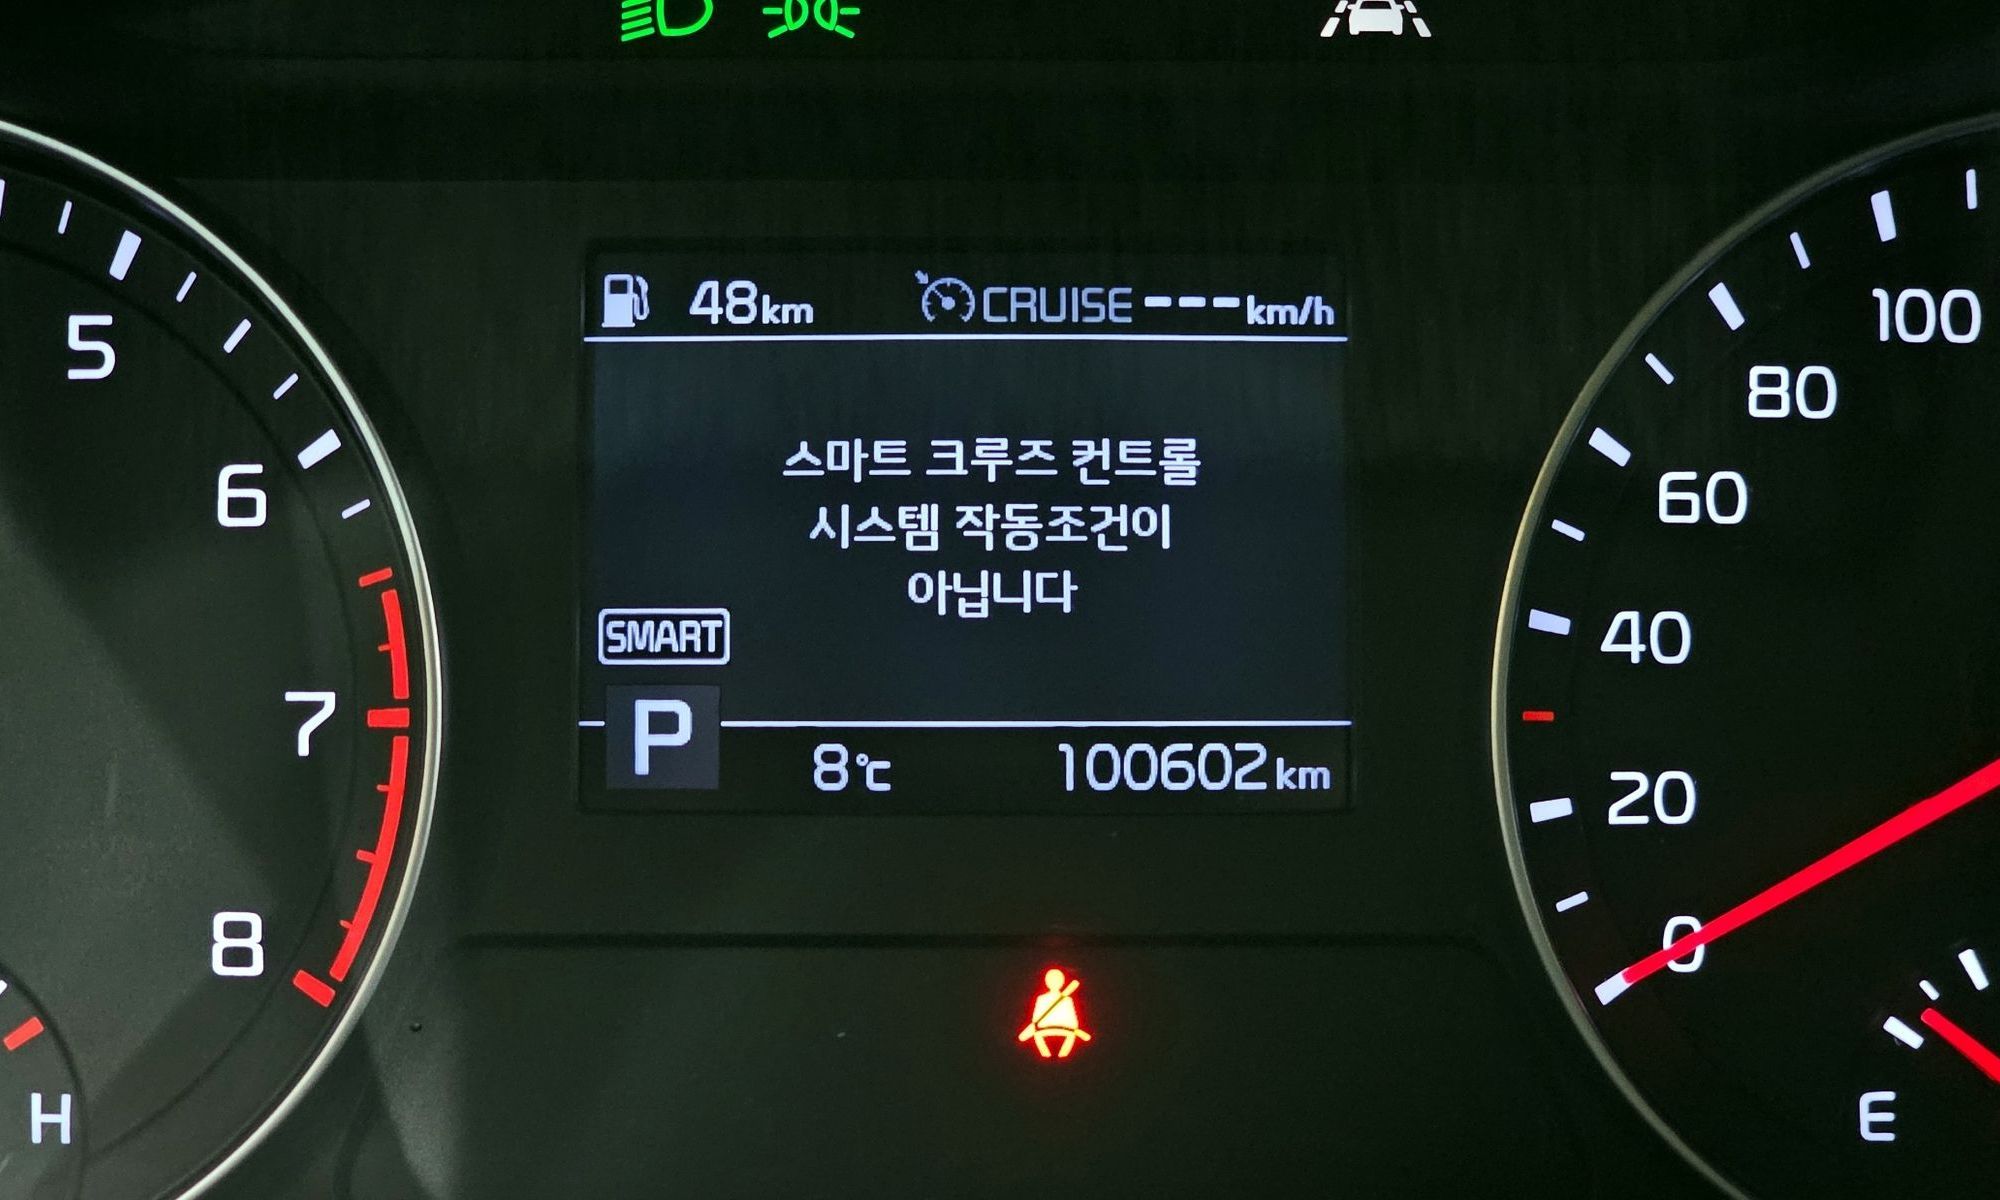 48km CRUISE ---km/h
스마트 크루즈 컨트롤
시스템 작동조건이
아닙니다
SMART
P
8℃ 100602km
5
6
7
8
H
100
80
60
40
20
0
E